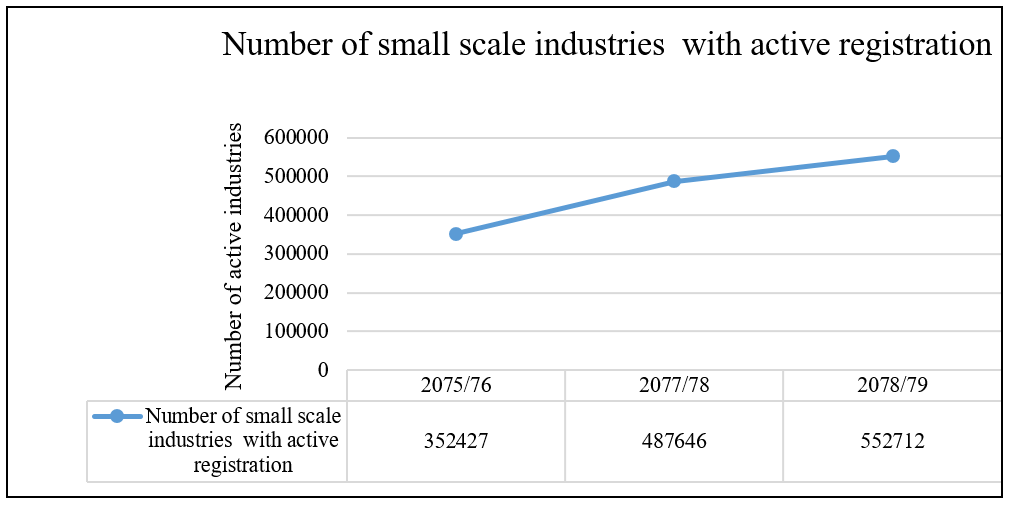 Number of small scale industries  with active registration
Number of active industries
600000
500000
400000
300000
200000
100000
0
2075/76 2077/78 2078/79
Number of small scale
industries  with active
registration
352427 487646 552712